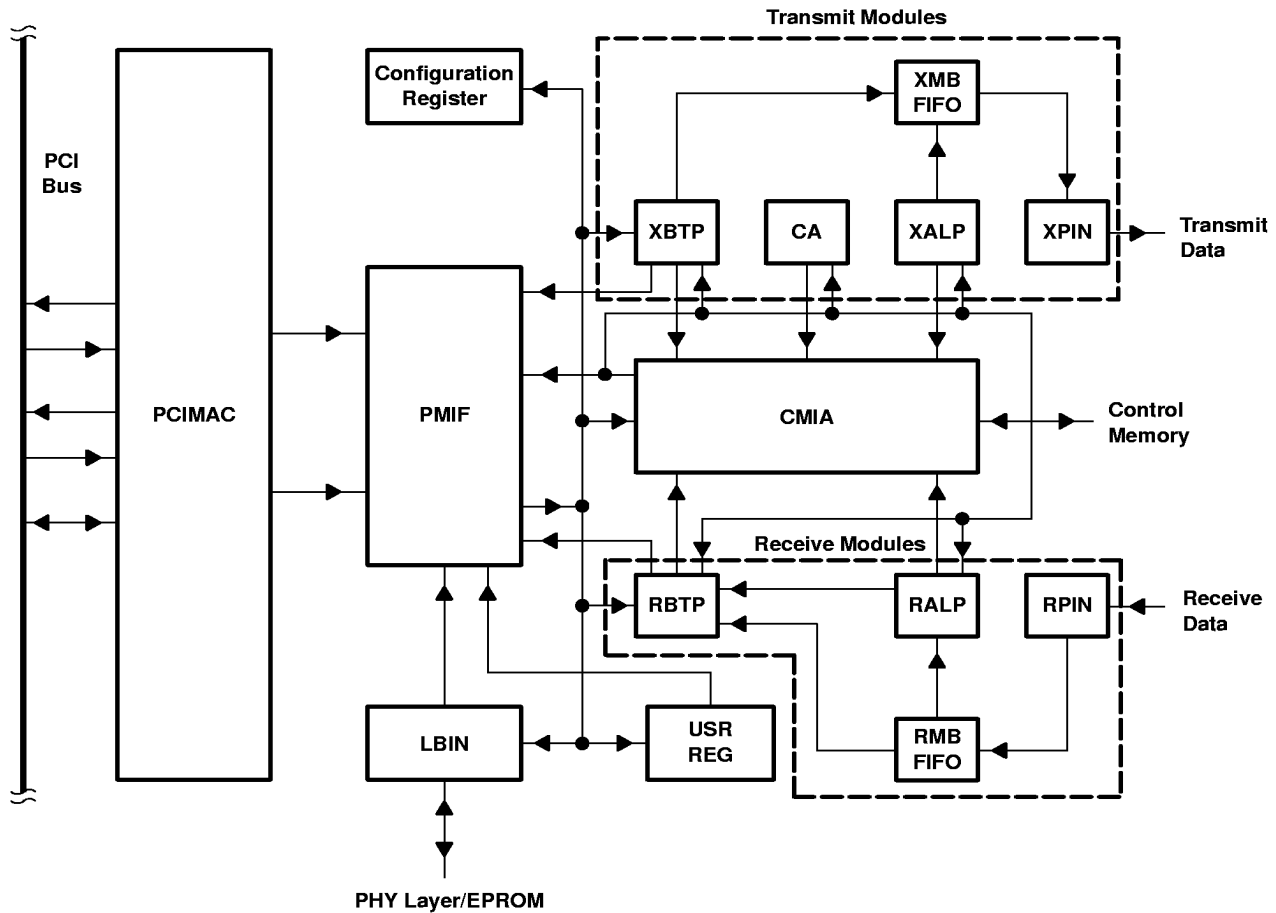 Transmit Modules
Configuration
Register
XMB
FIFO
PCI
Bus
XBTP
CA
XALP
XPIN
Transmit
Data
PCIMAC
PMIF
CMIA
Control
Memory
Receive Modules
RBTP
RALP
RPIN
Receive
Data
LBIN
USR
REG
RMB
FIFO
PHY Layer/EPROM